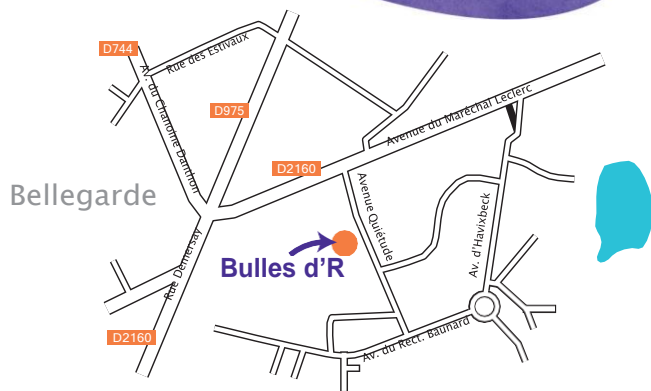 D744
Rue des Estivaux
Av. du Chanoine Danthon
D975
Avenue du Maréchal Leclerc
D2160
Bellegarde
Avenue Quiétude
Av. d'Havixbeck
Rue Demersay
Bulles d'R
D2160
Av. du Rect. Baunard